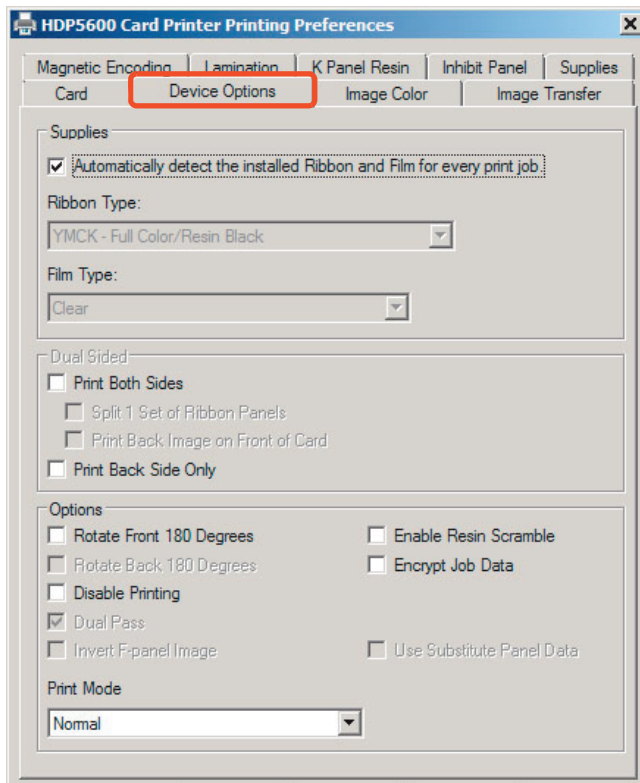 HDP5600 Card Printer Printing Preferences
Magnetic Encoding Lamination K Panel Resin Inhibit Panel Supplies
Card Device Options Image Color Image Transfer
Supplies
Automatically detect the installed Ribbon and Film for every print job.
Ribbon Type:
YMCK - Full Color/Resin Black
Film Type:
Clear
Dual Sided
Print Both Sides
Split 1 Set of Ribbon Panels
Print Back Image on Front of Card
Print Back Side Only
Options
Rotate Front 180 Degrees Enable Resin Scramble
Rotate Back 180 Degrees Encrypt Job Data
Disable Printing
Dual Pass
Invert F-panel Image Use Substitute Panel Data
Print Mode
Normal